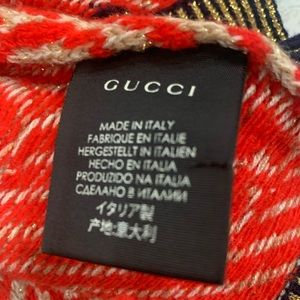 GUCCI
MADE IN ITALY
FABRIQUE EN ITALIE
HERGESTELLT IN ITALIEN
HECHO EN ITALIA
PRODUZIDO NA ITALIA
СДЕЛАНО В ИТАЛИИ
イタリア製
产地:意大利